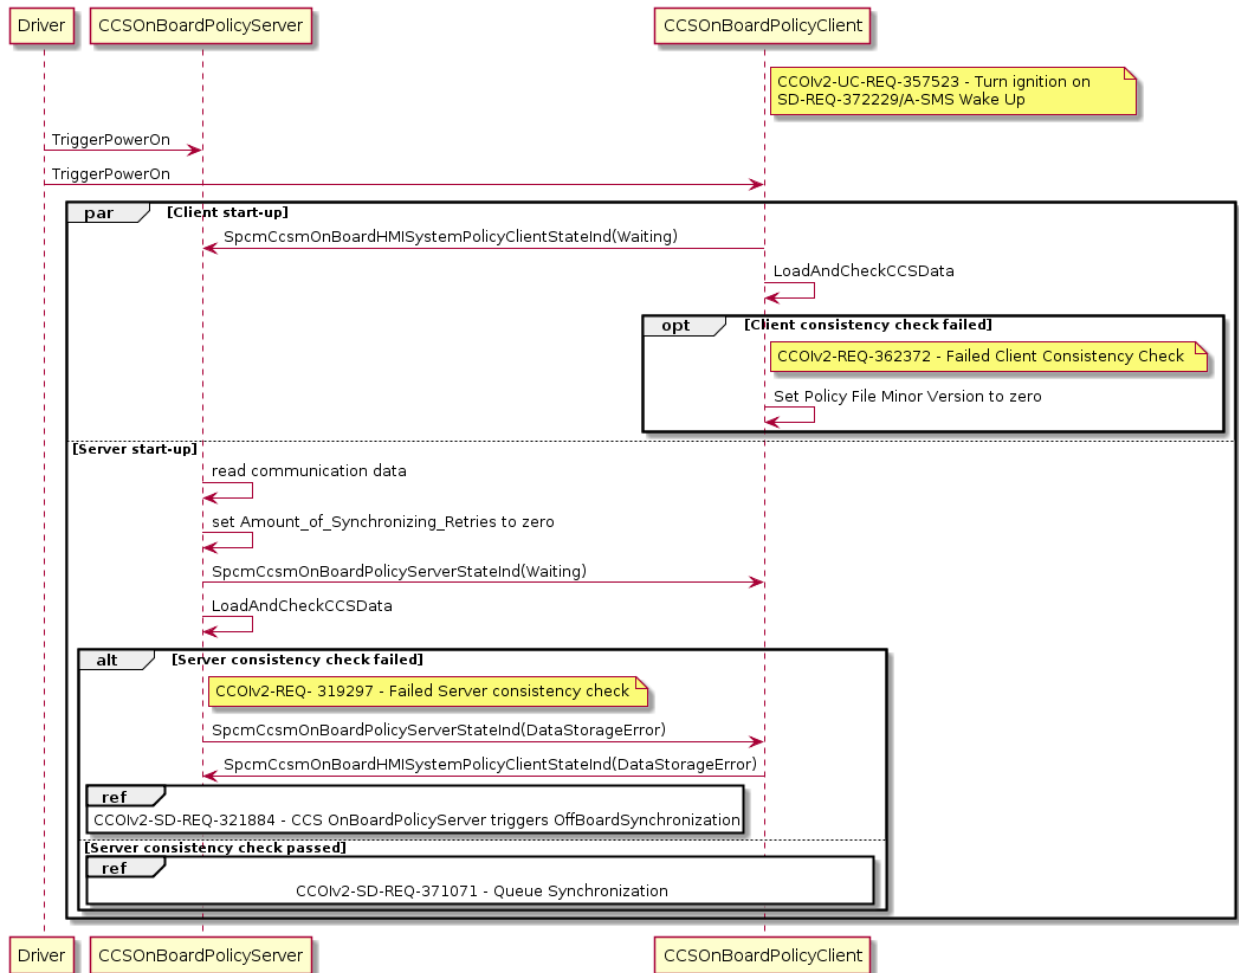 Driver
CCSOnBoardPolicyServer
CCSOnBoardPolicyClient
CCOIv2-UC-REQ-357523 - Turn ignition on
SD-REQ-372229/A-SMS Wake Up
TriggerPowerOn
TriggerPowerOn
par
[Client start-up]
SpcmCcsmOnBoardHMISystemPolicyClientStateInd(Waiting)
LoadAndCheckCCSData
opt
[Client consistency check failed]
CCOIv2-REQ-362372 - Failed Client Consistency Check
Set Policy File Minor Version to zero
[Server start-up]
read communication data
set Amount_of_Synchronizing_Retries to zero
SpcmCcsmOnBoardPolicyServerStateInd(Waiting)
LoadAndCheckCCSData
alt
[Server consistency check failed]
CCOIv2-REQ- 319297 - Failed Server consistency check
SpcmCcsmOnBoardPolicyServerStateInd(DataStorageError)
SpcmCcsmOnBoardHMISystemPolicyClientStateInd(DataStorageError)
ref
CCOIv2-SD-REQ-321884 - CCS OnBoardPolicyServer triggers OffBoardSynchronization
[Server consistency check passed]
ref
CCOIv2-SD-REQ-371071 - Queue Synchronization
Driver
CCSOnBoardPolicyServer
CCSOnBoardPolicyClient